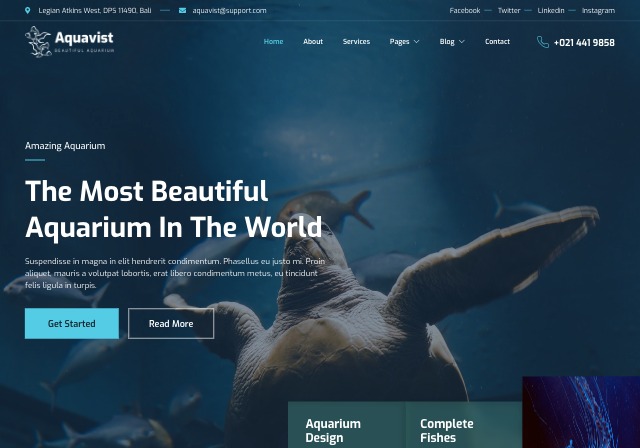 Legian Atkins West, DPS 11490, Bali
aquavist@support.com
Facebook
Twitter
Linkedin
Instagram
Aquavist
BEAUTIFUL AQUARIUM
Home
About
Services
Pages
Blog
Contact
+021 441 9858
Amazing Aquarium
The Most Beautiful
Aquarium In The World
Suspendisse in magna in elit hendrerit condimentum. Phasellus eu justo mi. Proin
aliquet, mauris a volutpat lobortis, erat libero condimentum metus, eu tincidunt
felis ligula in turpis.
Get Started
Read More
Aquarium
Design
Complete
Fishes